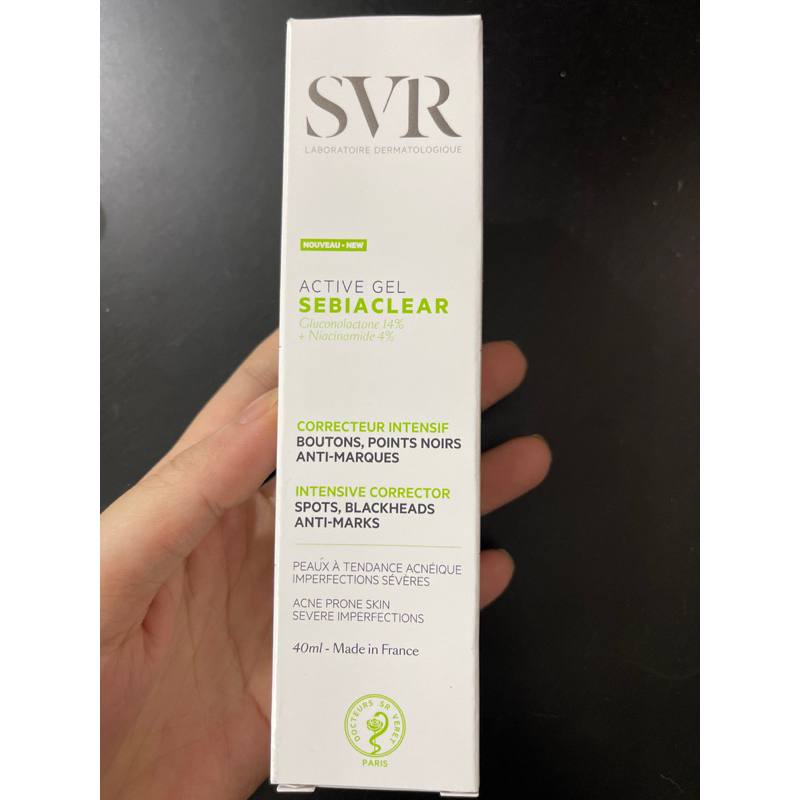 SVR
LABORATOIRE DERMATOLOGIQUE
NOUVEAU - NEW
ACTIVE GEL
SEBIACLEAR
Gluconolactone 14%
+ Niacinamide 4%
CORRECTEUR INTENSIF
BOUTONS, POINTS NOIRS
ANTI-MARQUES
INTENSIVE CORRECTOR
SPOTS, BLACKHEADS
ANTI-MARKS
PEAUX À TENDANCE ACNÉIQUE
IMPERFECTIONS SÉVÈRES
ACNE PRONE SKIN
SEVERE IMPERFECTIONS
40ml - Made in France
DOCTEURS SR VERET
PARIS